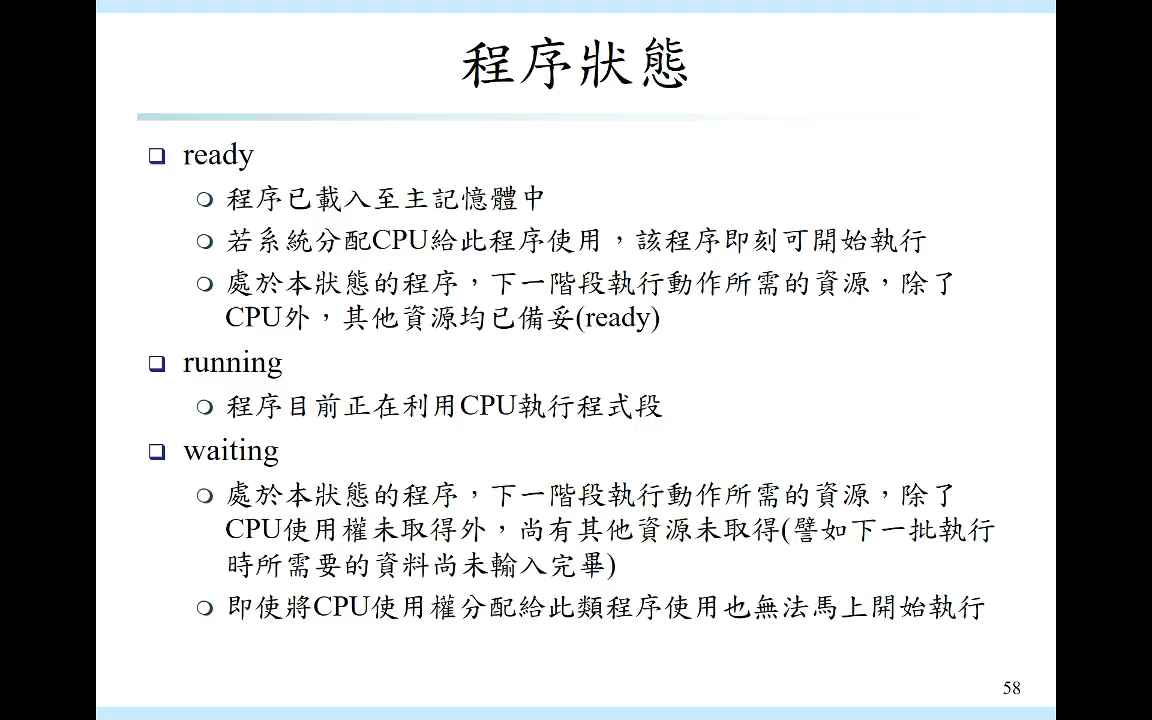 程序狀態
ready
程序已載入至主記憶體中
若系統分配CPU給此程序使用，該程序即刻可開始執行
處於本狀態的程序，下一階段執行動作所需的資源，除了
CPU外，其他資源均已備妥(ready)
running
程序目前正在利用CPU執行程式段
waiting
處於本狀態的程序，下一階段執行動作所需的資源，除了
CPU使用權未取得外，尚有其他資源未取得(譬如下一批執行
時所需要的資料尚未輸入完畢)
即使將CPU使用權分配給此類程序使用也無法馬上開始執行
58